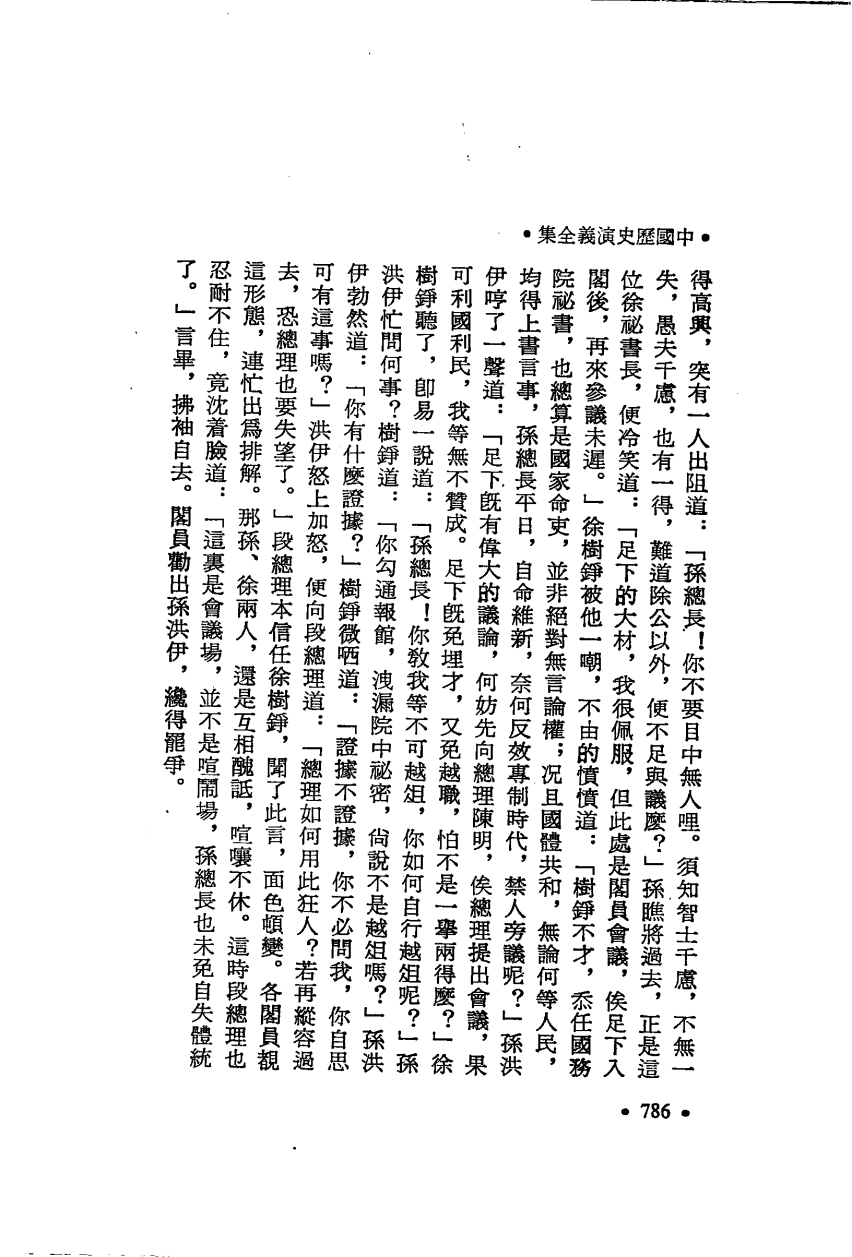 •中國歷史演義全集•
得高興，突有一人出阻道：「孫總長！你不要目中無人哩。須知智士千慮，不無一
失，愚夫千慮，也有一得，難道除公以外，便不足與議麼？」孫瞧將過去，正是這
位徐祕書長，便冷笑道：「足下的大材，我很佩服，但此處是閣員會議，俟足下入
閣後，再來參議未遲。」徐樹錚被他一嘲，不由的憤憤道：「樹錚不才，忝任國務
院祕書，也總算是國家命吏，並非絕對無言論權；況且國體共和，無論何等人民，
均得上書言事，孫總長平日，自命維新，奈何反效專制時代，禁人旁議呢？」孫洪
伊哼了一聲道：「足下旣有偉大的議論，何妨先向總理陳明，俟總理提出會議，果
可利國利民，我等無不贊成。足下旣免埋才，又免越職，怕不是一舉兩得麼？」徐
樹錚聽了，卽易一說道：「孫總長！你敎我等不可越俎，你如何自行越俎呢？」孫
洪伊忙問何事？樹錚道：「你勾通報館，洩漏院中祕密，尙說不是越俎嗎？」孫洪
伊勃然道：「你有什麼證據？」樹錚微哂道：「證據不證據，你不必問我，你自思
可有這事嗎？」洪伊怒上加怒，便向段總理道：「總理如何用此狂人？若再縱容過
去，恐總理也要失望了。」段總理本信任徐樹錚，聞了此言，面色頓變。各閣員覩
這形態，連忙出爲排解。那孫、徐兩人，還是互相醜詆，喧嚷不休。這時段總理也
忍耐不住，竟沈着臉道：「這裏是會議場，並不是喧鬧場，孫總長也未免自失體統
了。」言畢，拂袖自去。閣員勸出孫洪伊，纔得罷爭。
•786•